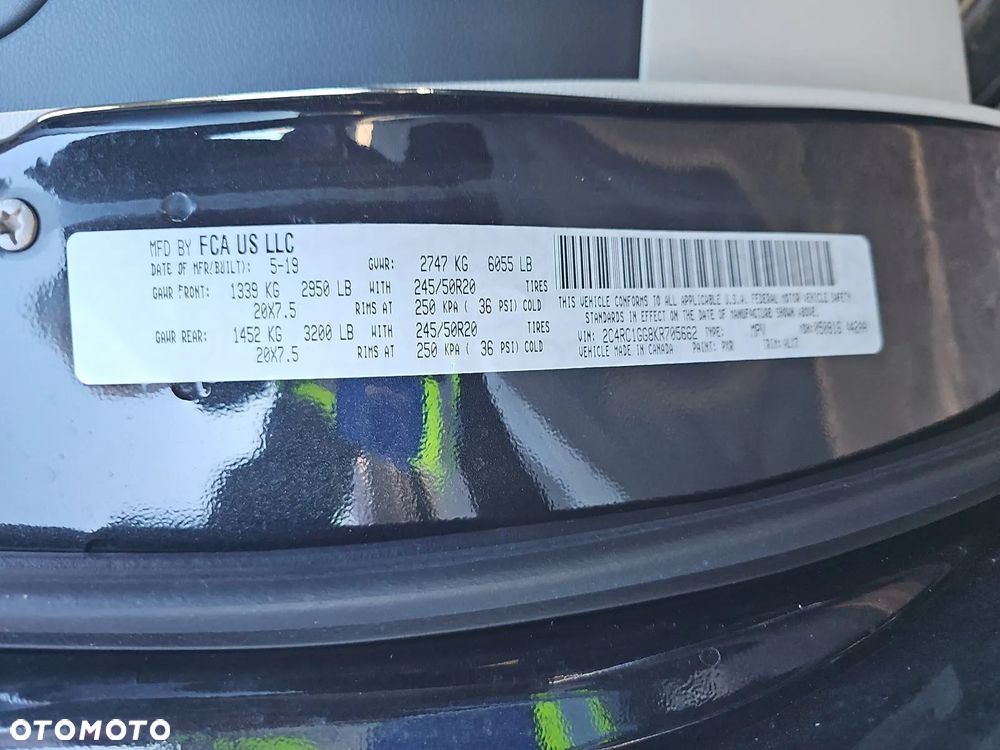 MFD BY FCA US LLC
DATE OF MFR(BUILT): 5-19 GVWR: 2747 KG 6055 LB
GAWR FRONT: 1339 KG 2950 LB WITH 245/50R20 TIRES
20X7.5 RIMS AT 250 KPA ( 36 PSI) COLD
GAWR REAR: 1452 KG 3200 LB WITH 245/50R20 TIRES
20X7.5 RIMS AT 250 KPA ( 36 PSI) COLD
THIS VEHICLE CONFORMS TO ALL APPLICABLE U.S.A. FEDERAL MOTOR VEHICLE SAFETY
STANDARDS IN EFFECT ON THE DATE OF MANUFACTURE SHOWN ABOVE.
VIN: 2C4RC1GG8KR705662 TYPE: MPV MDH:
VEHICLE MADE IN CANADA PAINT: PXR TRIM:
OTOMOTO